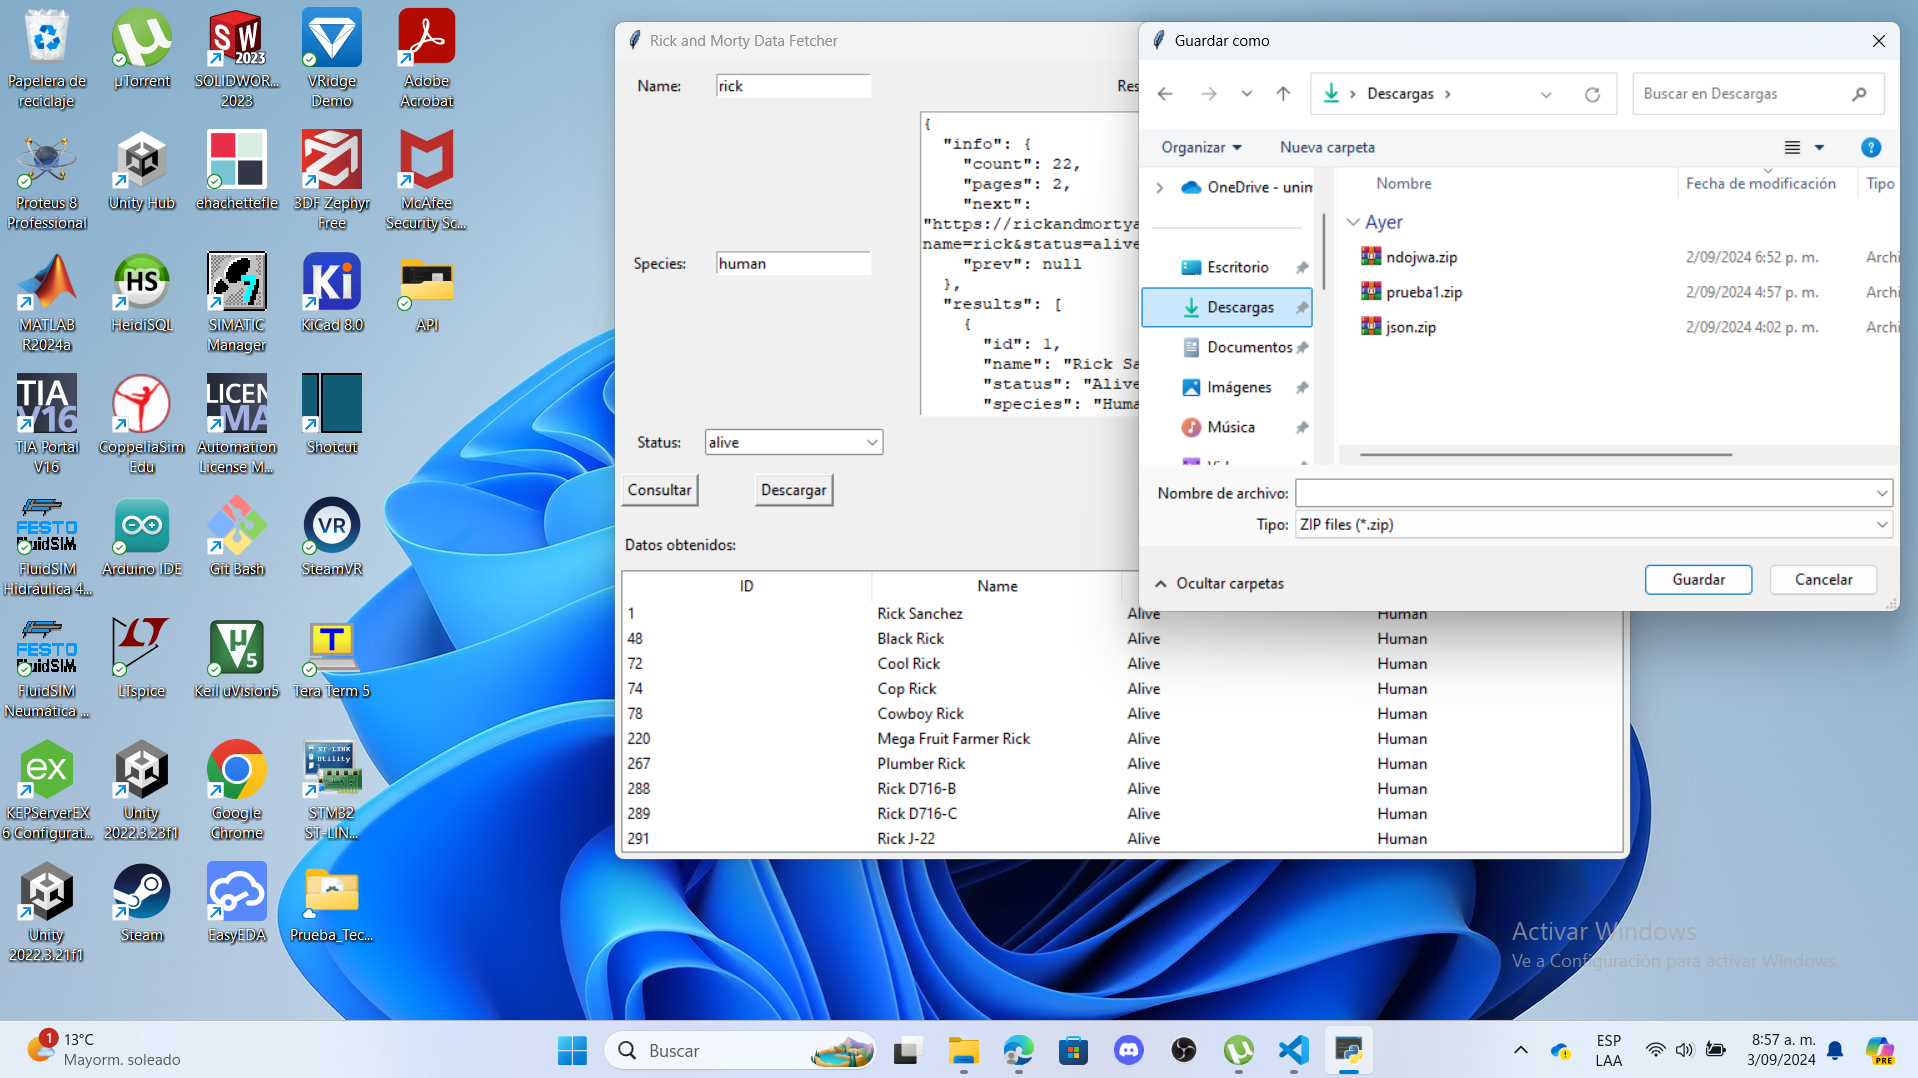 Papelera de
reciclaje
µTorrent
SOLIDWOR...
2023
VRidge
Demo
Adobe
Acrobat
Proteus 8
Professional
Unity Hub
ehachettefle
3DF Zephyr
Free
McAfee
Security Sc...
MATLAB
R2024a
HeidiSQL
SIMATIC
Manager
KiCad 8.0
API
TIA Portal
V16
CoppeliaSim
Edu
Automation
License M...
Shotcut
FluidSIM
Hidráulica 4...
Arduino IDE
Git Bash
SteamVR
FluidSIM
Neumática ...
LTspice
Keil uVision5
Tera Term 5
KEPServerEX
6 Configurat...
Unity
2022.3.23f1
Google
Chrome
STM32
ST-LIN...
Unity
2022.3.21f1
Steam
EasyEDA
Prueba_Tec...
Rick and Morty Data Fetcher
Name:
rick
Res
Species:
human
Status:
alive
Consultar
Descargar
{
"info": {
"count": 22,
"pages": 2,
"next":
"https://rickandmortya
name=rick&status=alive
"prev": null
},
"results": [
{
"id": 1,
"name": "Rick Sa
"status": "Alive
"species": "Huma
Datos obtenidos:
ID Name
1 Rick Sanchez Alive Human
48 Black Rick Alive Human
72 Cool Rick Alive Human
74 Cop Rick Alive Human
78 Cowboy Rick Alive Human
220 Mega Fruit Farmer Rick Alive Human
267 Plumber Rick Alive Human
288 Rick D716-B Alive Human
289 Rick D716-C Alive Human
291 Rick J-22 Alive Human
Guardar como
Descargas
Buscar en Descargas
Organizar
Nueva carpeta
OneDrive - unim
Escritorio
Descargas
Documentos
Imágenes
Música
Nombre Fecha de modificación Tipo
Ayer
ndojwa.zip 2/09/2024 6:52 p. m. Archi
prueba1.zip 2/09/2024 4:57 p. m. Archi
json.zip 2/09/2024 4:02 p. m. Archi
Nombre de archivo:
Tipo: ZIP files (*.zip)
Ocultar carpetas
Guardar
Cancelar
Activar Windows
Ve a Configuración para activar Windows.
1
13°C
Mayorm. soleado
Buscar
ESP
LAA
8:57 a. m.
3/09/2024
PRE